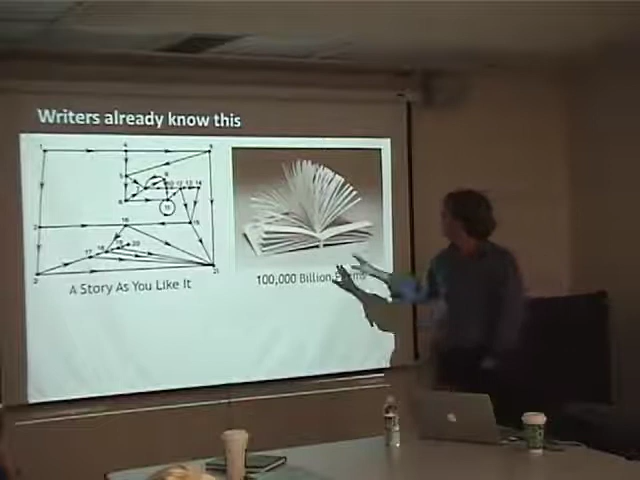 Writers already know this
A Story As You Like It
100,000 Billion